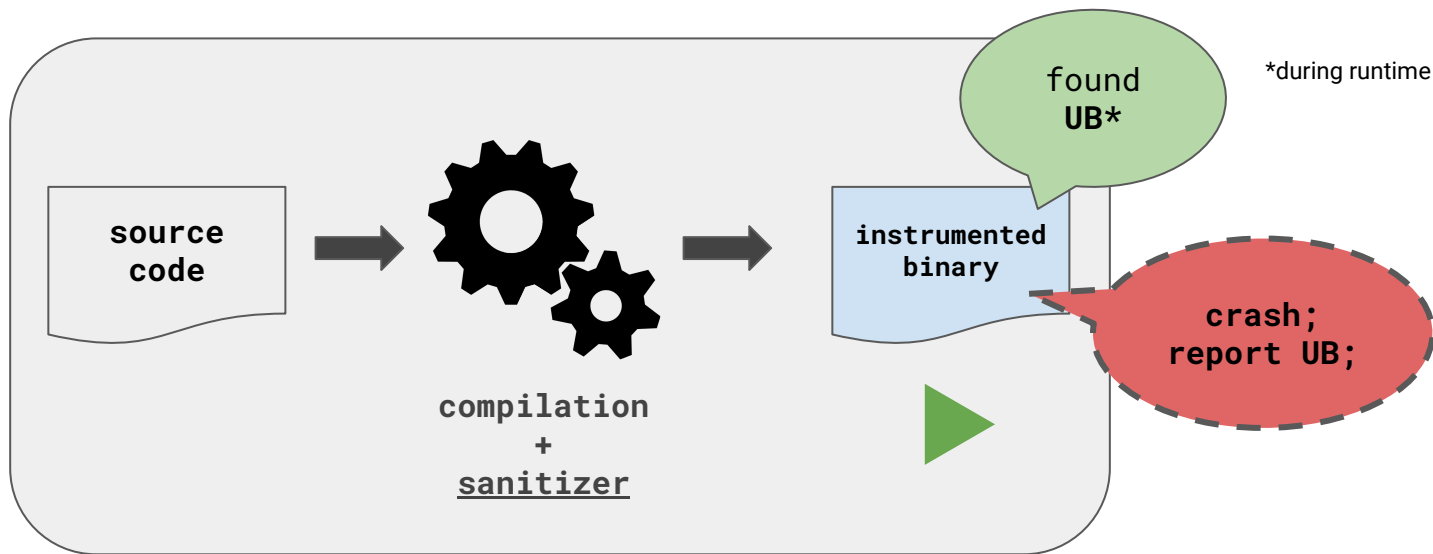 found
UB*
*during runtime
source
code
instrumented
binary
crash;
report UB;
compilation
+
sanitizer